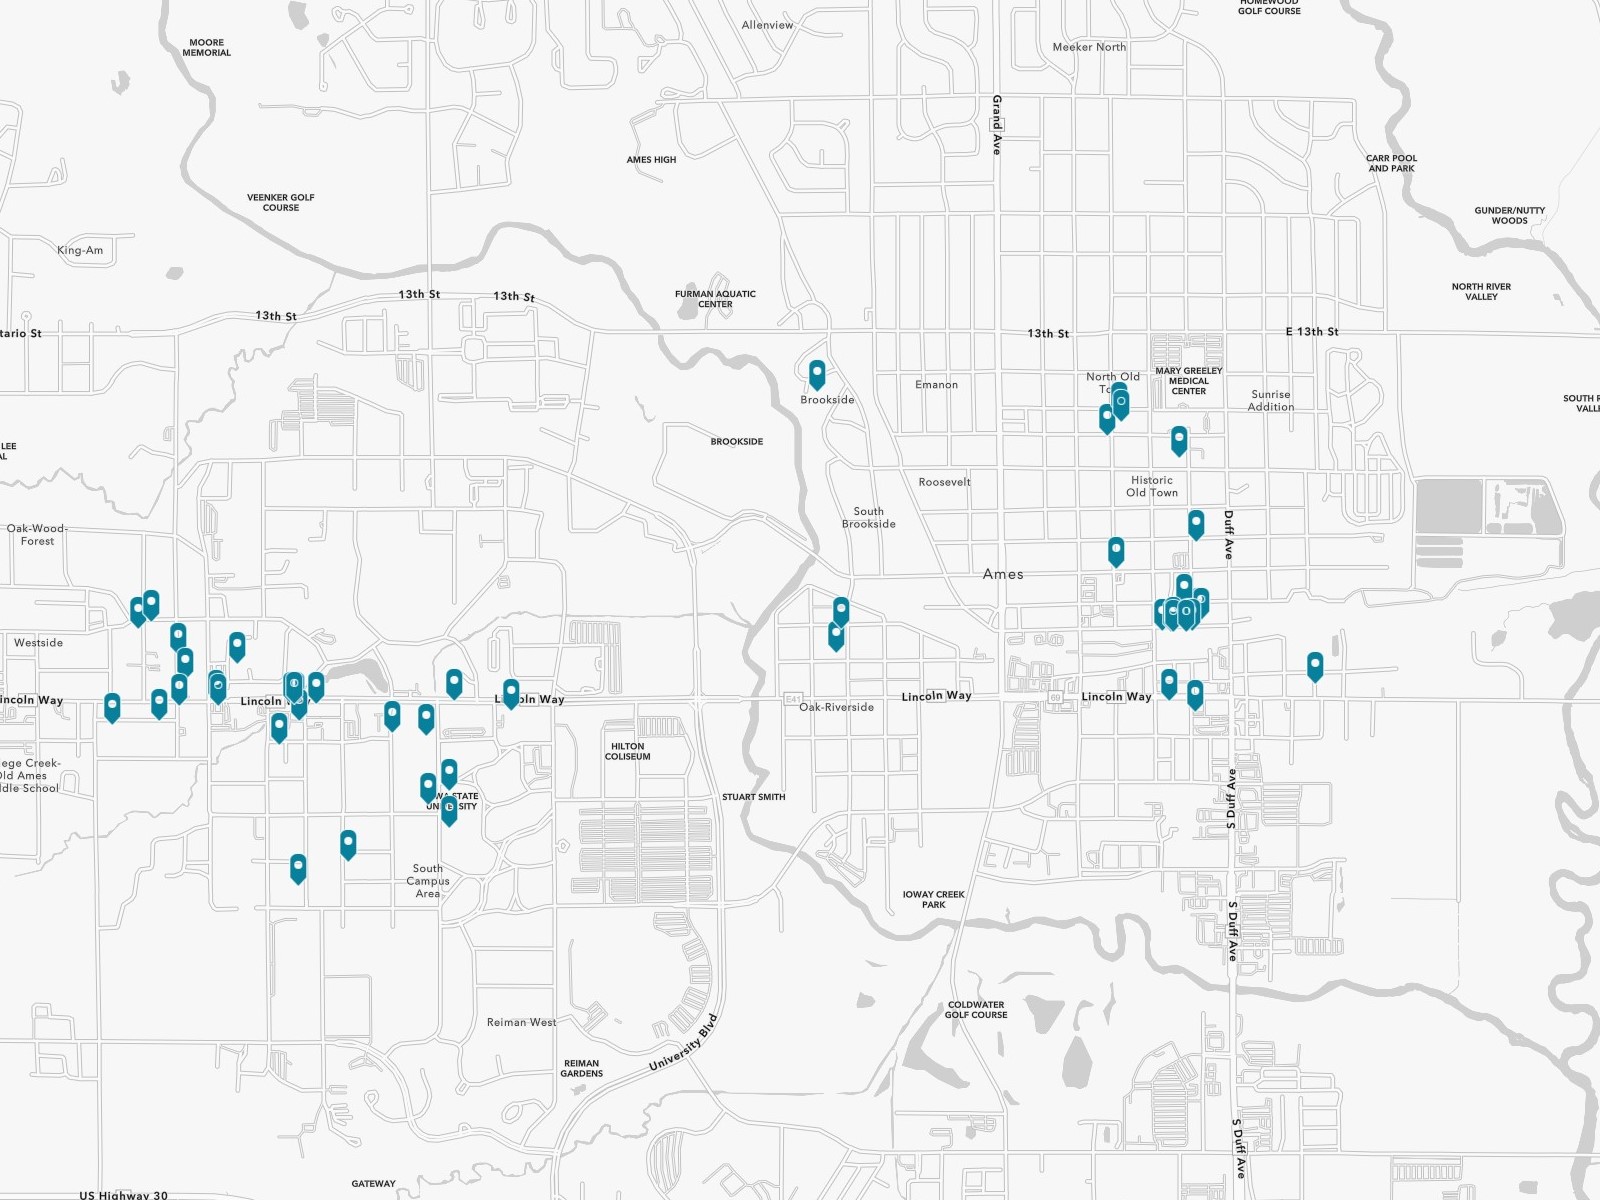 HOMEWOOD
GOLF COURSE
Allenview
MOORE
MEMORIAL
Meeker North
Grand Ave
AMES HIGH
CARR POOL
AND PARK
VEENKER GOLF
COURSE
GUNDER/NUTTY
WOODS
King-Am
NORTH RIVER
VALLEY
13th St
13th St
FURMAN AQUATIC
CENTER
13th St
tario St
13th St
E 13th St
North Old
MARY GREELEY
MEDICAL
CENTER
Emanon
Brookside
Sunrise
Addition
SOUTH R
VALL
BROOKSIDE
LEE
AL
Roosevelt
Historic
Old Town
South
Brookside
Oak-Wood-
Forest
Duff Ave
Ames
Westside
incoln Way
Lincoln
Lincoln Way
E41
Oak-Riverside
Lincoln Way
69
Lincoln Way
HILTON
COLISEUM
ege Creek-
Old Ames
ddle School
STUART SMITH
WA STATE
UNIVERSITY
S Duff Ave
South
Campus
Area
IOWAY CREEK
PARK
S Duff Ave
COLDWATER
GOLF COURSE
Reiman West
University Blvd
REIMAN
GARDENS
S Duff Ave
GATEWAY
US Highway 30